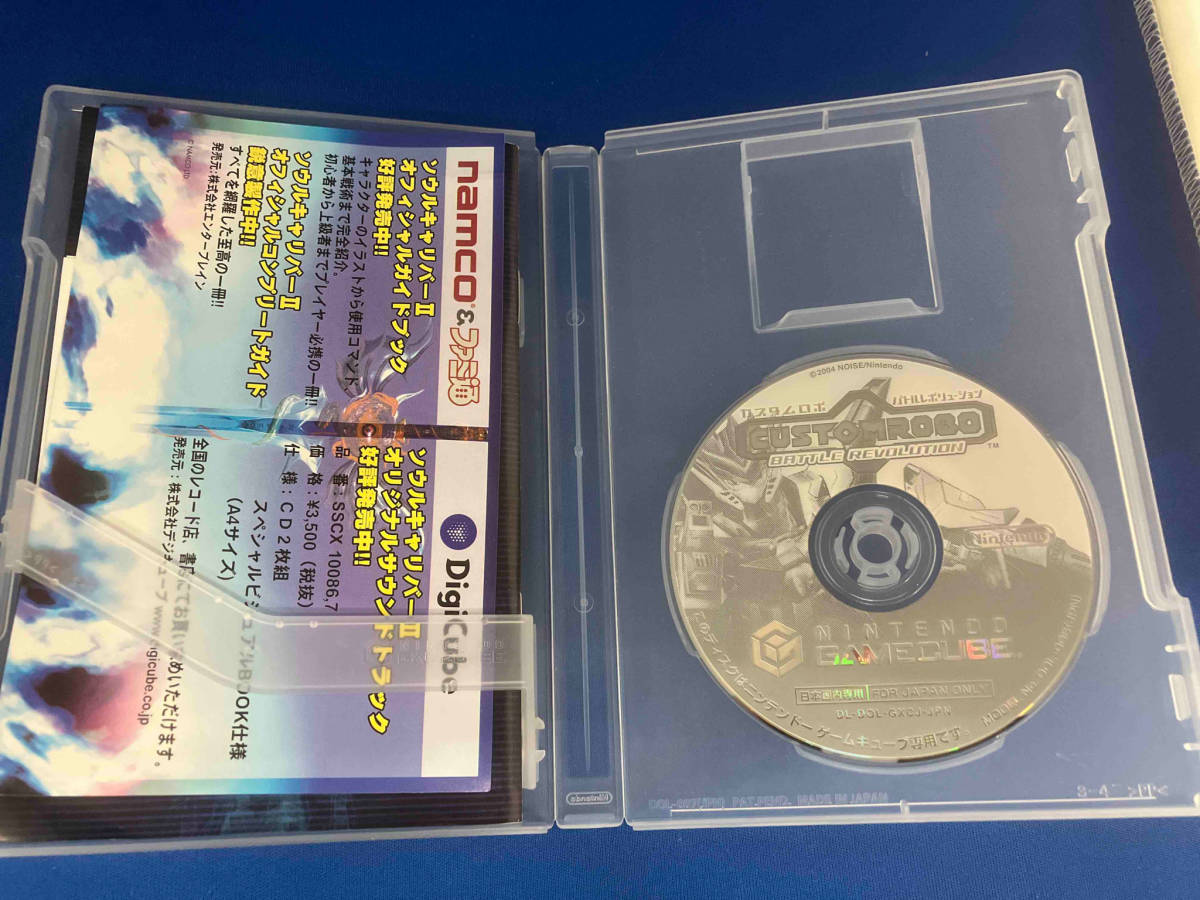 namco & ファミ通
ソウルキャリバーII
オフィシャルガイドブック
好評発売中!!
キャラクターのイラストから使用コマンド
基本戦術まで完全紹介。
初心者から上級者までプレイヤー必携の一冊!!
ソウルキャリバーII
オフィシャルコンプリートガイド
鋭意製作中!!
すべてを網羅した至高の一冊!!
発売元:株式会社エンターブレイン
© NAMCO LTD.
DigiCube
ソウルキャリバーII
オリジナルサウンドトラック
好評発売中!!
品 番:SSCX 10086,7
価 格:¥3,500 (税抜)
仕 様:CD2枚組
スペシャルビジュアルBOOK仕様
(A4サイズ)
全国のレコード店、書店にてお買い求めいただけます。
発売元:株式会社デジキューブ www.digicube.co.jp
Nintendo
©2004 NOISE/Nintendo
カスタムロボ
バトルレボリューション
CUSTOMROBO
BATTLE REVOLUTION™
Nintendo
NINTENDO
GAMECUBE®
日本国内専用 FOR JAPAN ONLY
DL-DOL-GXCJ-JPN
このディスクはニンテンドー ゲームキューブ専用です。
PAT.PEND. MADE IN JAPAN
>PP<